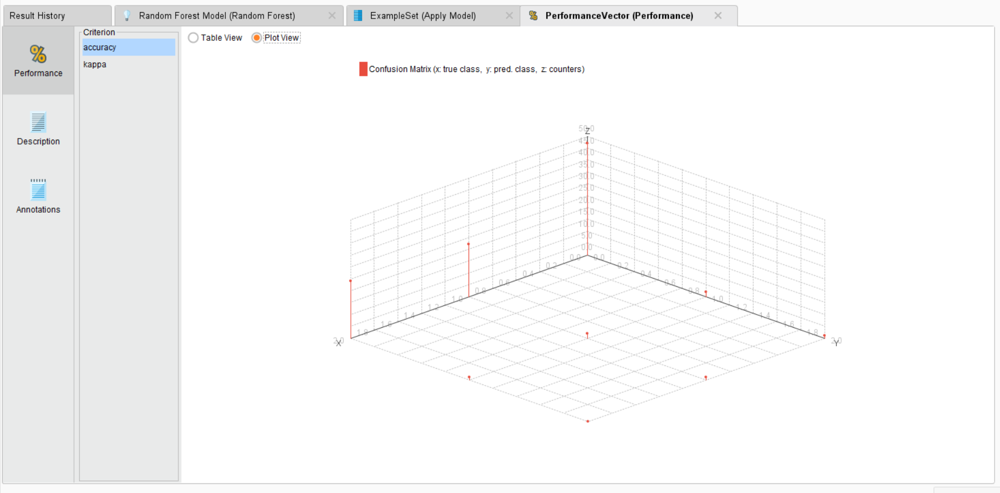 Result History
Random Forest Model (Random Forest)
ExampleSet (Apply Model)
PerformanceVector (Performance)
Performance
Description
Annotations
Criterion
accuracy
kappa
Table View
Plot View
Confusion Matrix (x: true class, y: pred. class, z: counters)
50.0
Z
45.0
40.0
35.0
30.0
25.0
20.0
15.0
10.0
5.0
0.0
0.0
0.2
0.4
0.6
0.8
1.0
1.2
1.4
1.6
1.8
2.0
X
0.0
0.2
0.4
0.6
0.8
1.0
1.2
1.4
1.6
1.8
2.0
Y